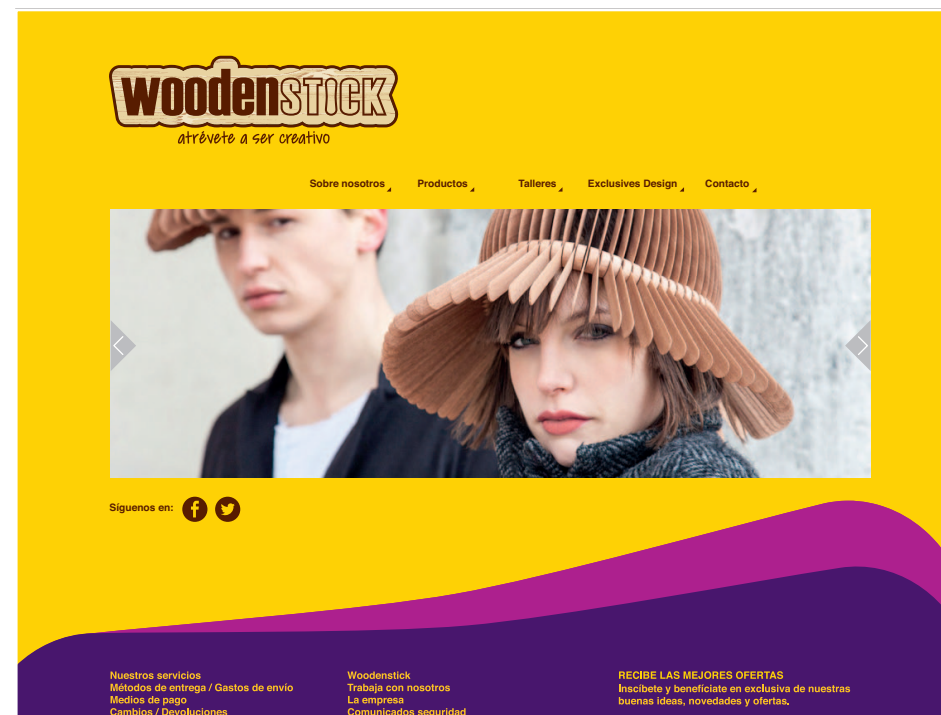 woodenSTICK
atrévete a ser creativo
Sobre nosotros
Productos
Talleres
Exclusives Design
Contacto
Síguenos en:
Nuestros servicios
Métodos de entrega / Gastos de envío
Medios de pago
Cambios / Devoluciones
Woodenstick
Trabaja con nosotros
La empresa
Comunicados seguridad
RECIBE LAS MEJORES OFERTAS
Inscíbete y benefíciate en exclusiva de nuestras
buenas ideas, novedades y ofertas.